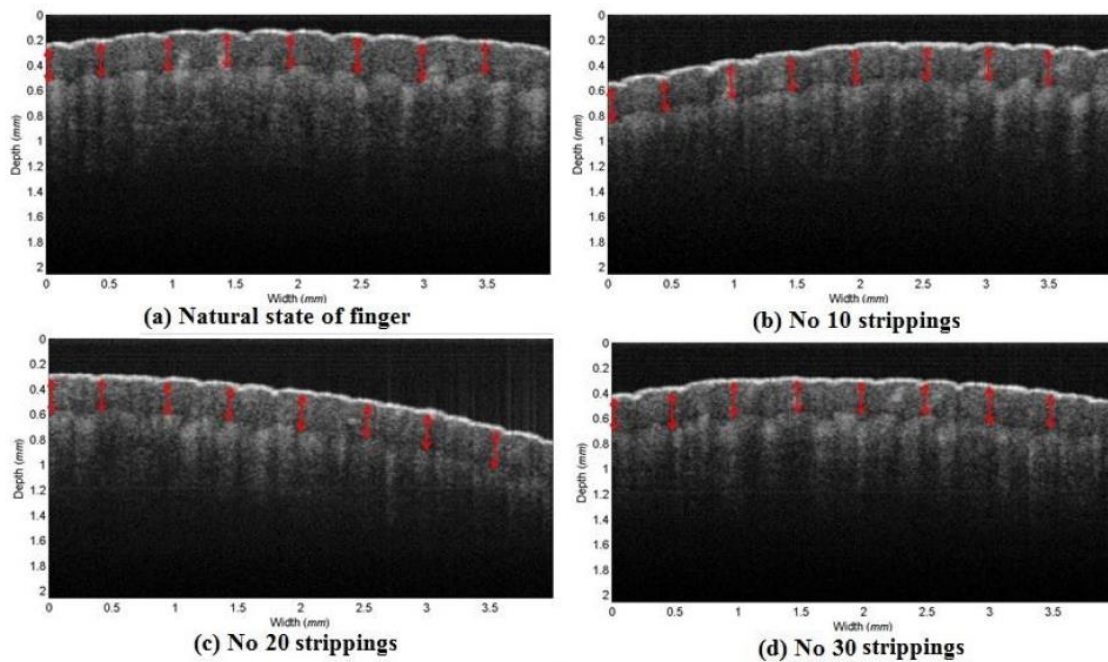 0
0.2
0.4
0.6
0.8
1
1.2
1.4
1.6
1.8
2
Depth (mm)
0 0.5 1 1.5 2 2.5 3 3.5
Width (mm)
(a) Natural state of finger
0
0.2
0.4
0.6
0.8
1
1.2
1.4
1.6
1.8
2
Depth (mm)
0 0.5 1 1.5 2 2.5 3 3.5
Width (mm)
(b) No 10 strippings
0
0.2
0.4
0.6
0.8
1
1.2
1.4
1.6
1.8
2
Depth (mm)
0 0.5 1 1.5 2 2.5 3 3.5
Width (mm)
(c) No 20 strippings
0
0.2
0.4
0.6
0.8
1
1.2
1.4
1.6
1.8
2
Depth (mm)
0 0.5 1 1.5 2 2.5 3 3.5
Width (mm)
(d) No 30 strippings